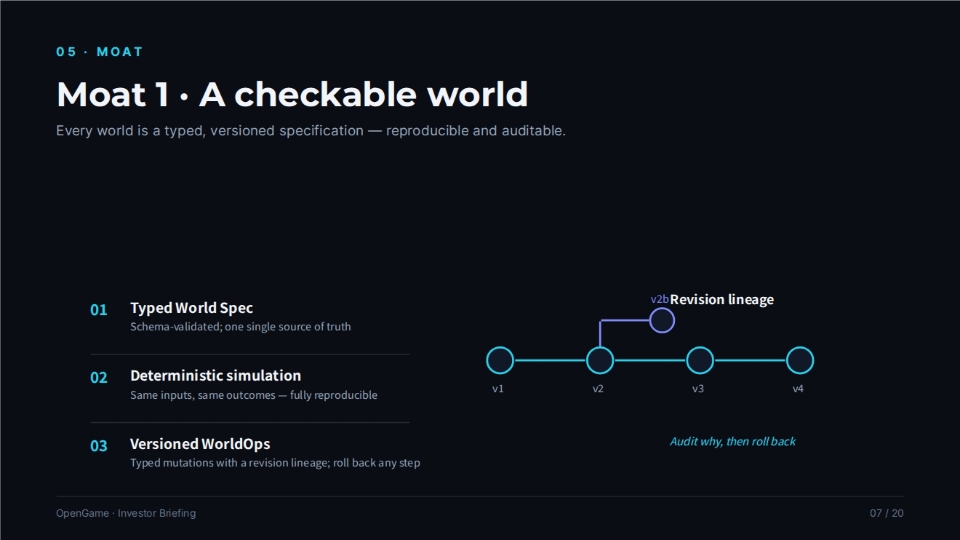 05 · MOAT
Moat 1 · A checkable world
Every world is a typed, versioned specification — reproducible and auditable.
01
Typed World Spec
Schema-validated; one single source of truth
02
Deterministic simulation
Same inputs, same outcomes — fully reproducible
03
Versioned WorldOps
Typed mutations with a revision lineage; roll back any step
v2b
Revision lineage
v1
v2
v3
v4
Audit why, then roll back
OpenGame · Investor Briefing
07 / 20